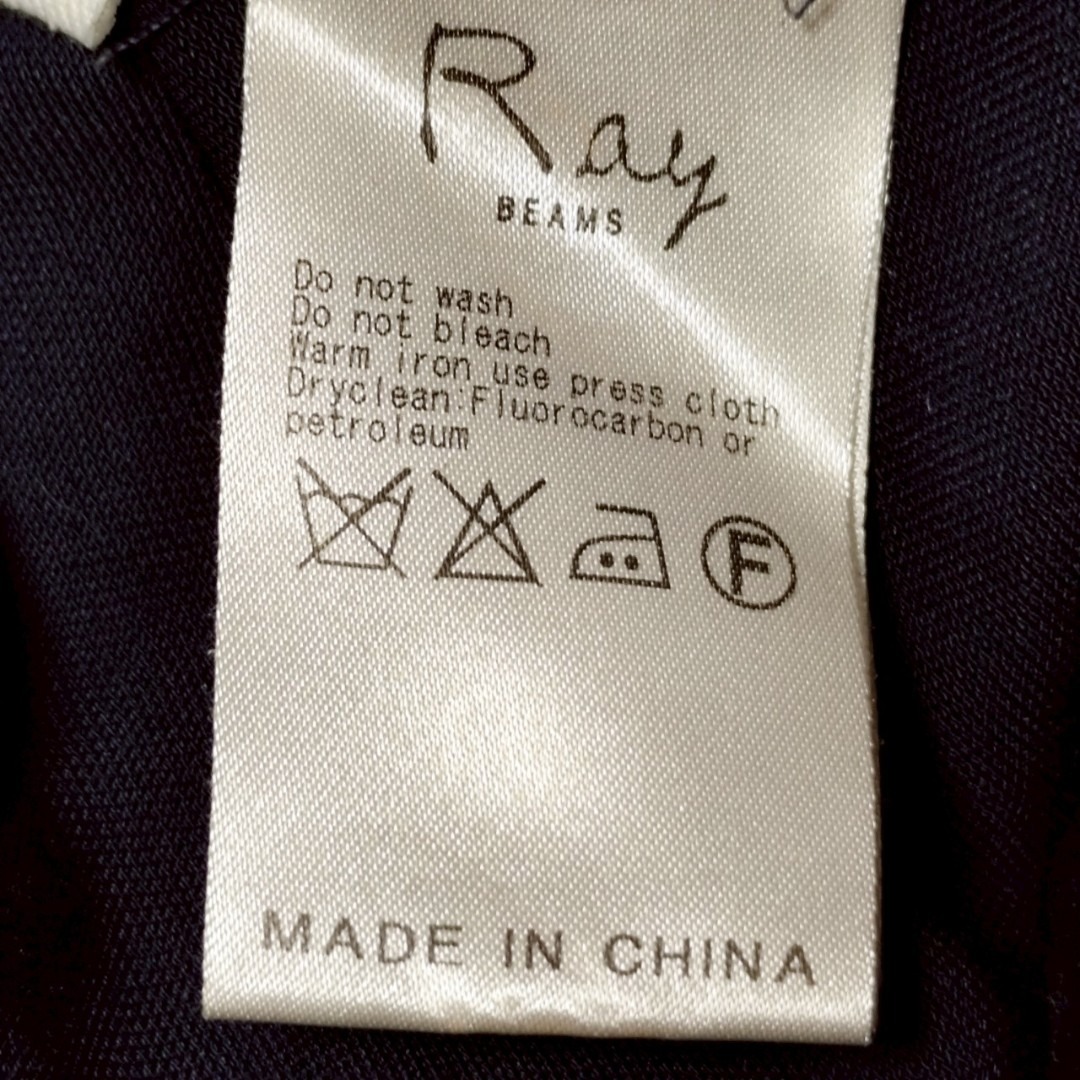 Ray
BEAMS
Do not wash
Do not bleach
Warm iron use press cloth
Dryclean:Fluorocarbon or
petroleum
F
MADE IN CHINA